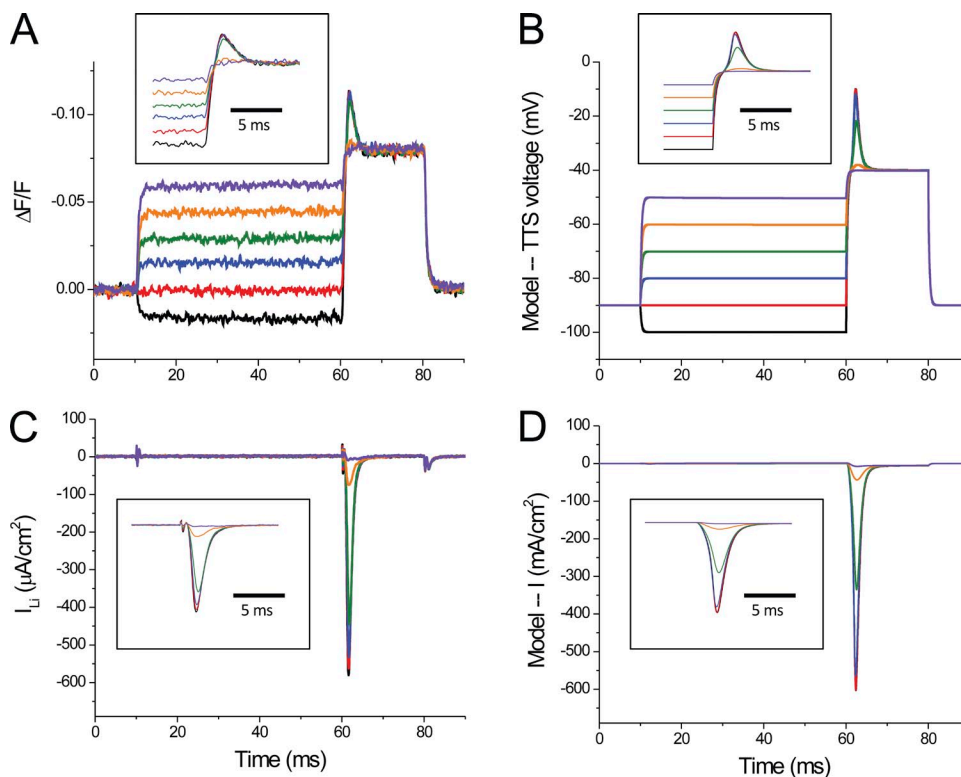 A
5 ms
-0.10
-0.05
0.00
ΔF/F
0 20 40 60 80
B
5 ms
0
-20
-40
-60
-80
-100
Model -- TTS voltage (mV)
0 20 40 60 80
C
100
0
-100
-200
-300
-400
-500
-600
I_Li (µA/cm²)
5 ms
0 20 40 60 80
Time (ms)
D
100
0
-100
-200
-300
-400
-500
-600
Model -- I (mA/cm²)
5 ms
0 20 40 60 80
Time (ms)